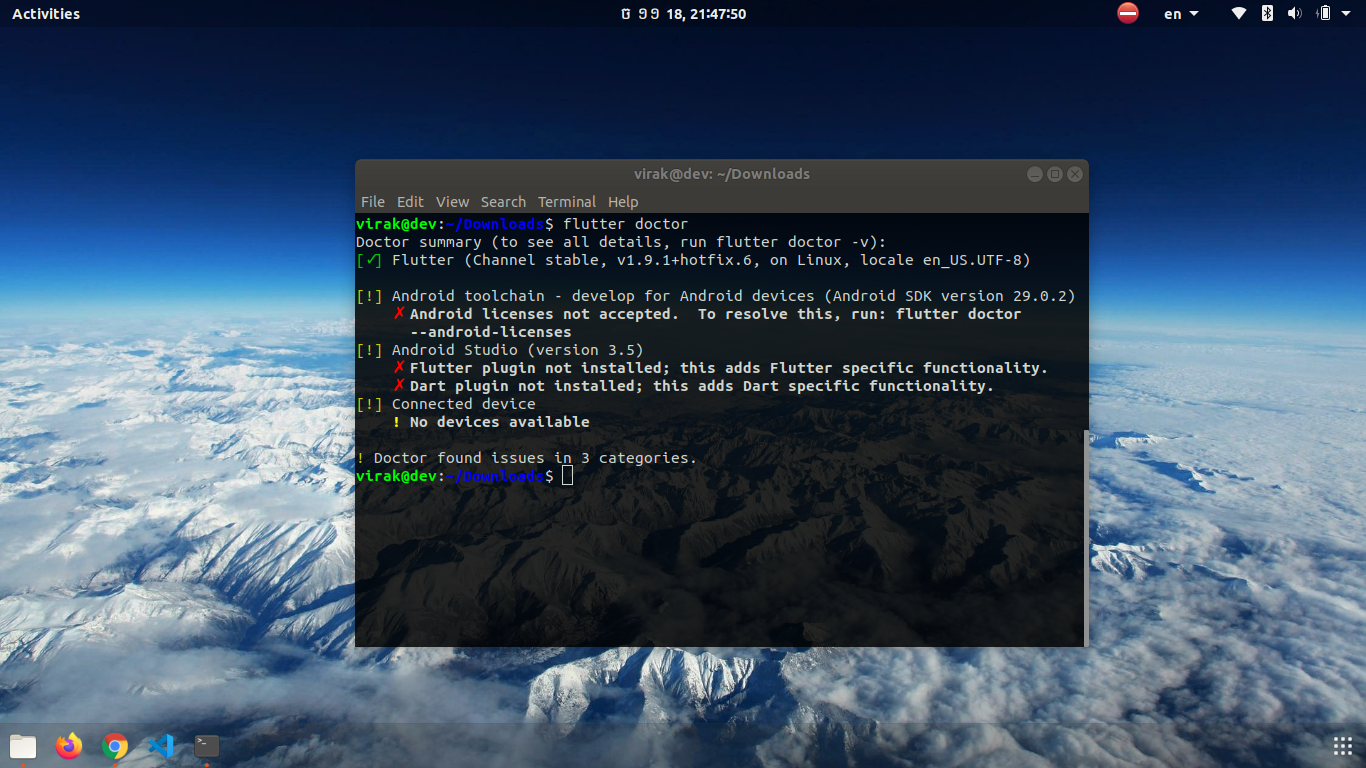 Activities
18, 21:47:50
en
virak@dev: ~/Downloads
File Edit View Search Terminal Help
virak@dev:~/Downloads$ flutter doctor
Doctor summary (to see all details, run flutter doctor -v):
[✓] Flutter (Channel stable, v1.9.1+hotfix.6, on Linux, locale en_US.UTF-8)
[!] Android toolchain - develop for Android devices (Android SDK version 29.0.2)
✗ Android licenses not accepted.  To resolve this, run: flutter doctor
--android-licenses
[!] Android Studio (version 3.5)
✗ Flutter plugin not installed; this adds Flutter specific functionality.
✗ Dart plugin not installed; this adds Dart specific functionality.
[!] Connected device
! No devices available
! Doctor found issues in 3 categories.
virak@dev:~/Downloads$